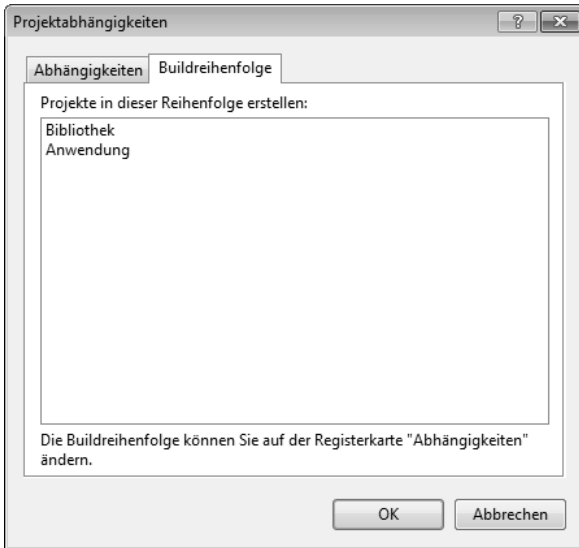 Projektabhängigkeiten
Abhängigkeiten
Buildreihenfolge
Projekte in dieser Reihenfolge erstellen:
Bibliothek
Anwendung
Die Buildreihenfolge können Sie auf der Registerkarte "Abhängigkeiten"
ändern.
OK
Abbrechen